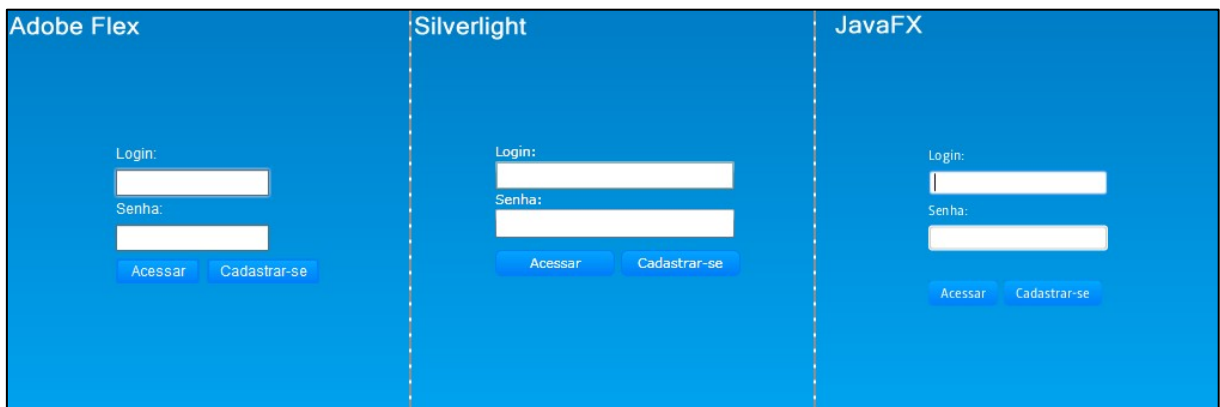 Adobe Flex
Login:
Senha:
Acessar Cadastrar-se
Silverlight
Login:
Senha:
Acessar Cadastrar-se
JavaFX
Login:
Senha:
Acessar Cadastrar-se